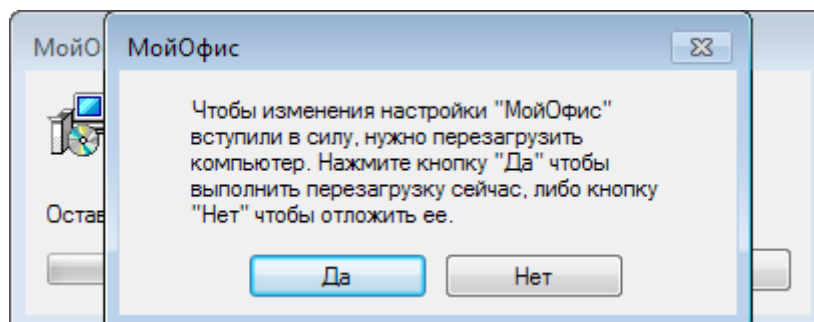 МойО
МойОфис
Чтобы изменения настройки "МойОфис"
вступили в силу, нужно перезагрузить
компьютер. Нажмите кнопку "Да" чтобы
выполнить перезагрузку сейчас, либо кнопку
"Нет" чтобы отложить ее.
Остав
Да
Нет